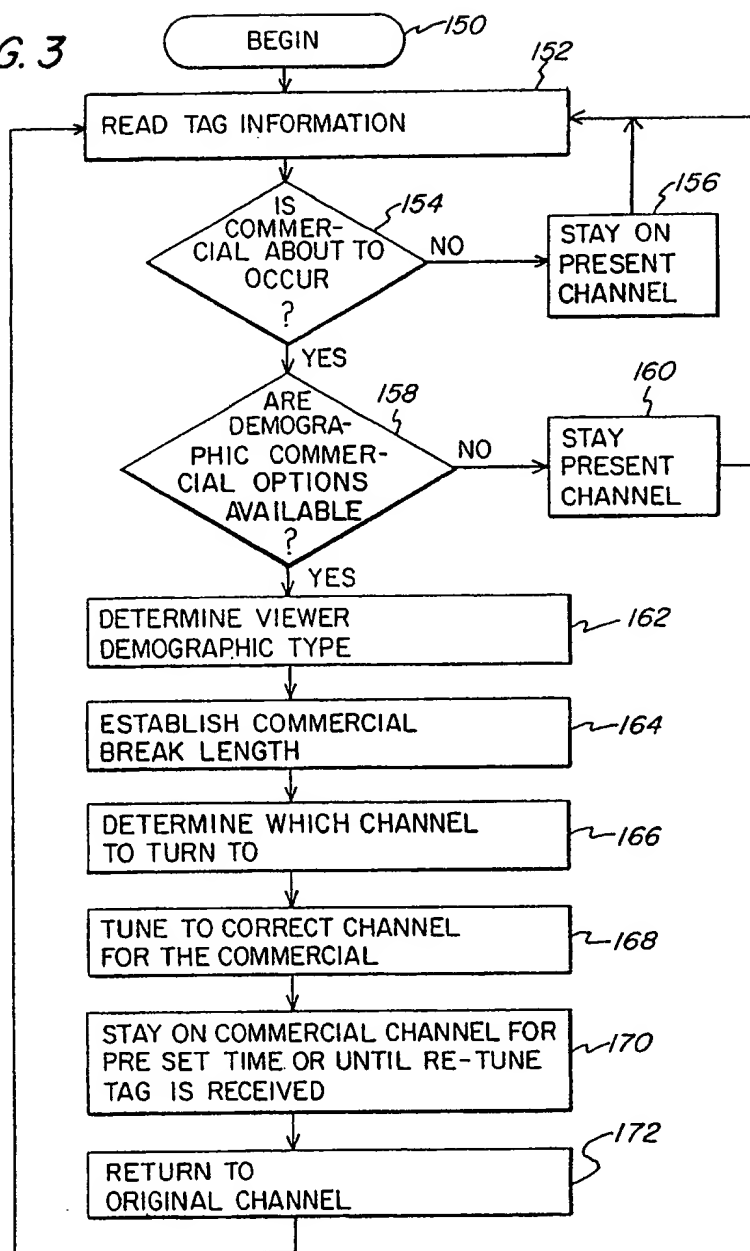 G. 3
BEGIN
150
152
READ TAG INFORMATION
IS
COMMER-
CIAL ABOUT TO
OCCUR
?
154
NO
156
STAY ON
PRESENT
CHANNEL
YES
ARE
DEMOGRA-
PHIC COMMER-
CIAL OPTIONS
AVAILABLE
?
158
NO
160
STAY
PRESENT
CHANNEL
YES
DETERMINE VIEWER
DEMOGRAPHIC TYPE
162
ESTABLISH COMMERCIAL
BREAK LENGTH
164
DETERMINE WHICH CHANNEL
TO TURN TO
166
TUNE TO CORRECT CHANNEL
FOR THE COMMERCIAL
168
STAY ON COMMERCIAL CHANNEL FOR
PRE SET TIME OR UNTIL RE-TUNE
TAG IS RECEIVED
170
172
RETURN TO
ORIGINAL CHANNEL